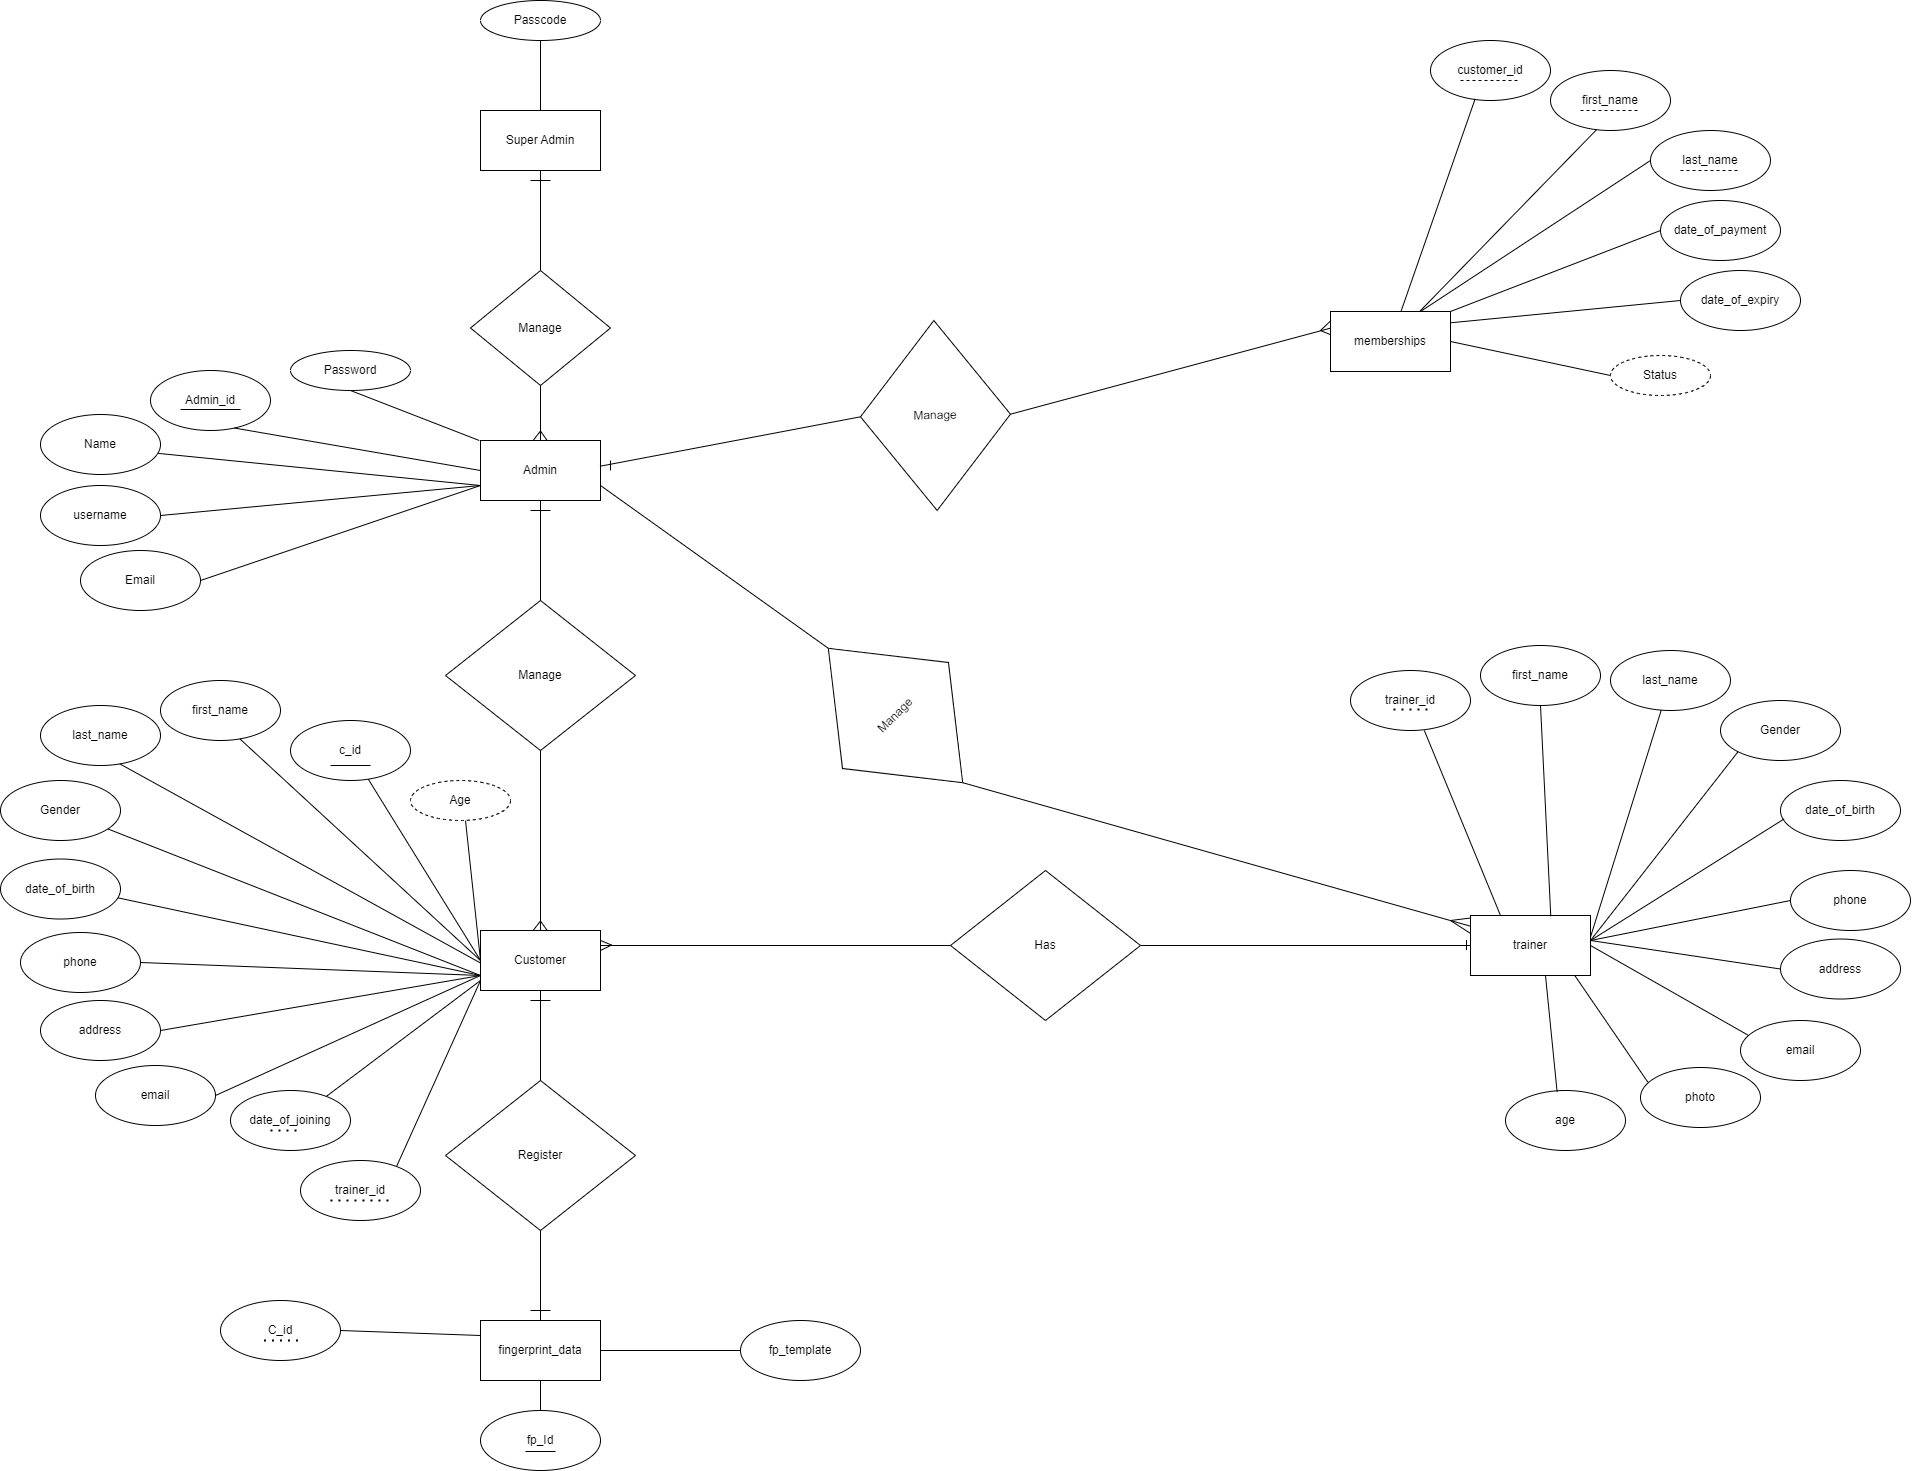 Passcode
Super Admin
Manage
customer_id
first_name
last_name
date_of_payment
date_of_expiry
Status
memberships
Manage
Password
Admin_id
Name
username
Email
Admin
Manage
Manage
first_name
last_name
c_id
Age
Gender
date_of_birth
phone
address
email
date_of_joining
trainer_id
Customer
Has
trainer_id
first_name
last_name
Gender
date_of_birth
phone
address
email
photo
age
trainer
Register
C_id
fingerprint_data
fp_template
fp_Id